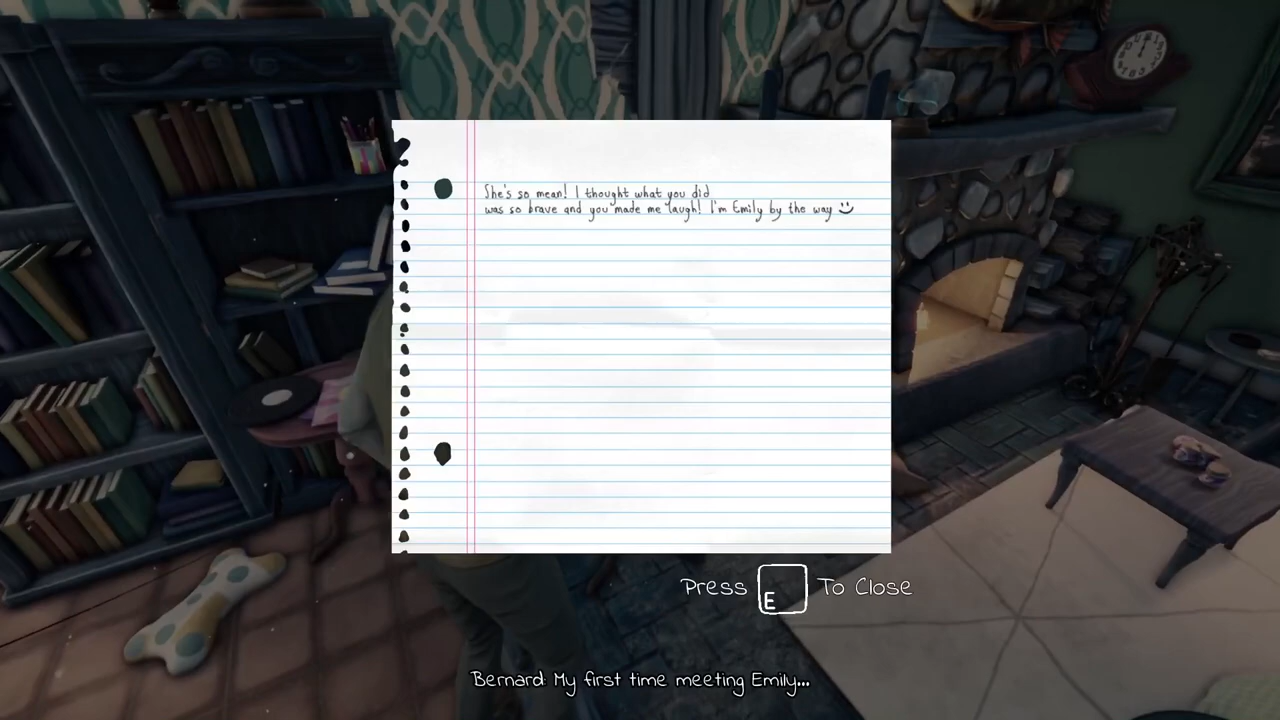 She's so mean! I thought what you did
was so brave and you made me laugh! I'm Emily by the way :)
Press E To Close
Bernard: My first time meeting Emily...